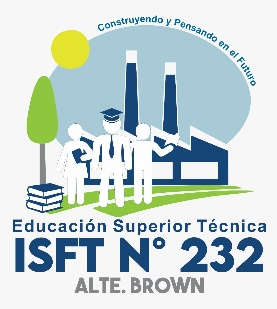 Construyendo y Pensando en el Futuro
Educación Superior Técnica
ISFT N° 232
ALTE. BROWN